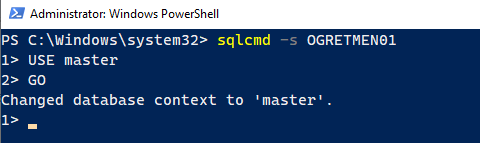 Administrator: Windows PowerShell
PS C:\Windows\system32> sqlcmd -s OGRETMEN01
1> USE master
2> GO
Changed database context to 'master'.
1>